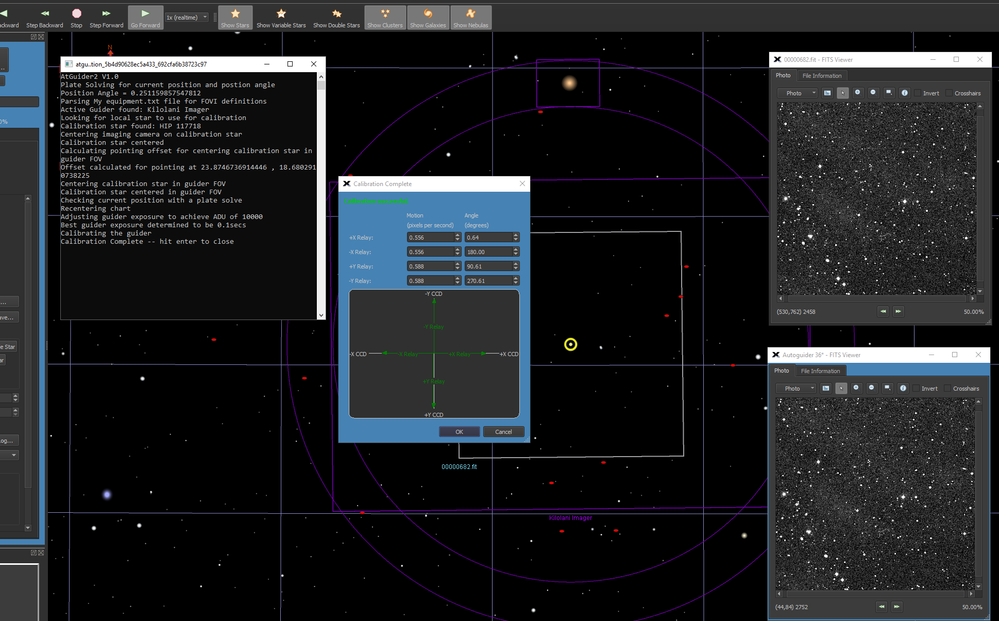 ackward
Step Backward
Stop
Step Forward
Go Forward
1x (realtime)
Show Stars
Show Variable Stars
Show Double Stars
Show Clusters
Show Galaxies
Show Nebulas
N
atgu..tion_5b4d90628ec5a433_692cfa6b38723c97
AtGuider2 V1.0
Plate Solving for current position and postion angle
Position Angle = 0.251159857547812
Parsing My equipment.txt file for FOVI definitions
Active Guider found: Kilolani Imager
Looking for local star to use for calibration
Calibration star found: HIP 117718
Centering imaging camera on calibration star
Calibration star centered
Calculating pointing offset for centering calibration star in
guider FOV
Offset calculated for pointing at 23.8746736914446 , 18.680291
0738225
Centering calibration star in guider FOV
Calibration star centered in guider FOV
Checking current position with a plate solve
Recentering chart
Adjusting guider exposure to achieve ADU of 10000
Best guider exposure determined to be 0.1secs
Calibrating the guider
Calibration Complete -- hit enter to close
...
0%
...
ave...
e Star
ar
og...
Calibration Complete
Calibration successful
Motion
(pixels per second)
Angle
(degrees)
+X Relay: 0.556 0.64
-X Relay: 0.556 180.00
+Y Relay: 0.588 90.61
-Y Relay: 0.588 270.61
-Y CCD
-Y Relay
-X CCD
-X Relay
+X Relay
+X CCD
+Y Relay
+Y CCD
OK
Cancel
00000682.fit
Kilolani Imager
00000682.fit - FITS Viewer
Photo
File Information
Photo
Invert
Crosshairs
(530,762) 2458
50.00%
Autoguider 36* - FITS Viewer
Photo
File Information
Photo
Invert
Crosshairs
(44,84) 2752
50.00%